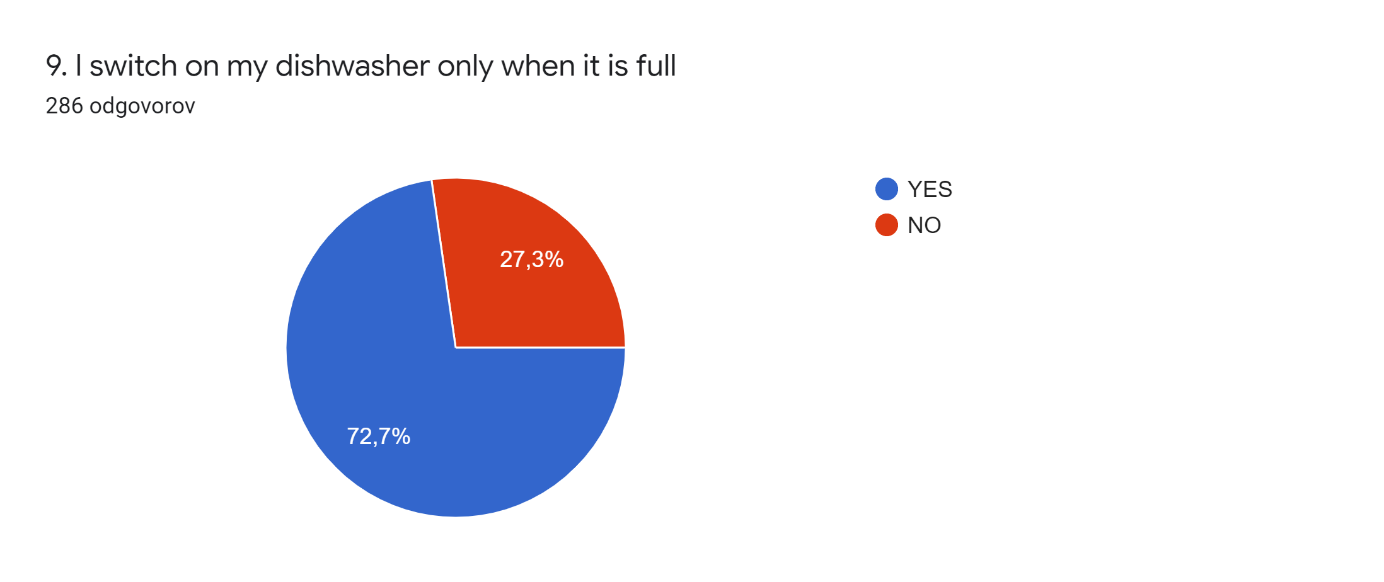 9. I switch on my dishwasher only when it is full
286 odgovorov
YES
NO
27,3%
72,7%